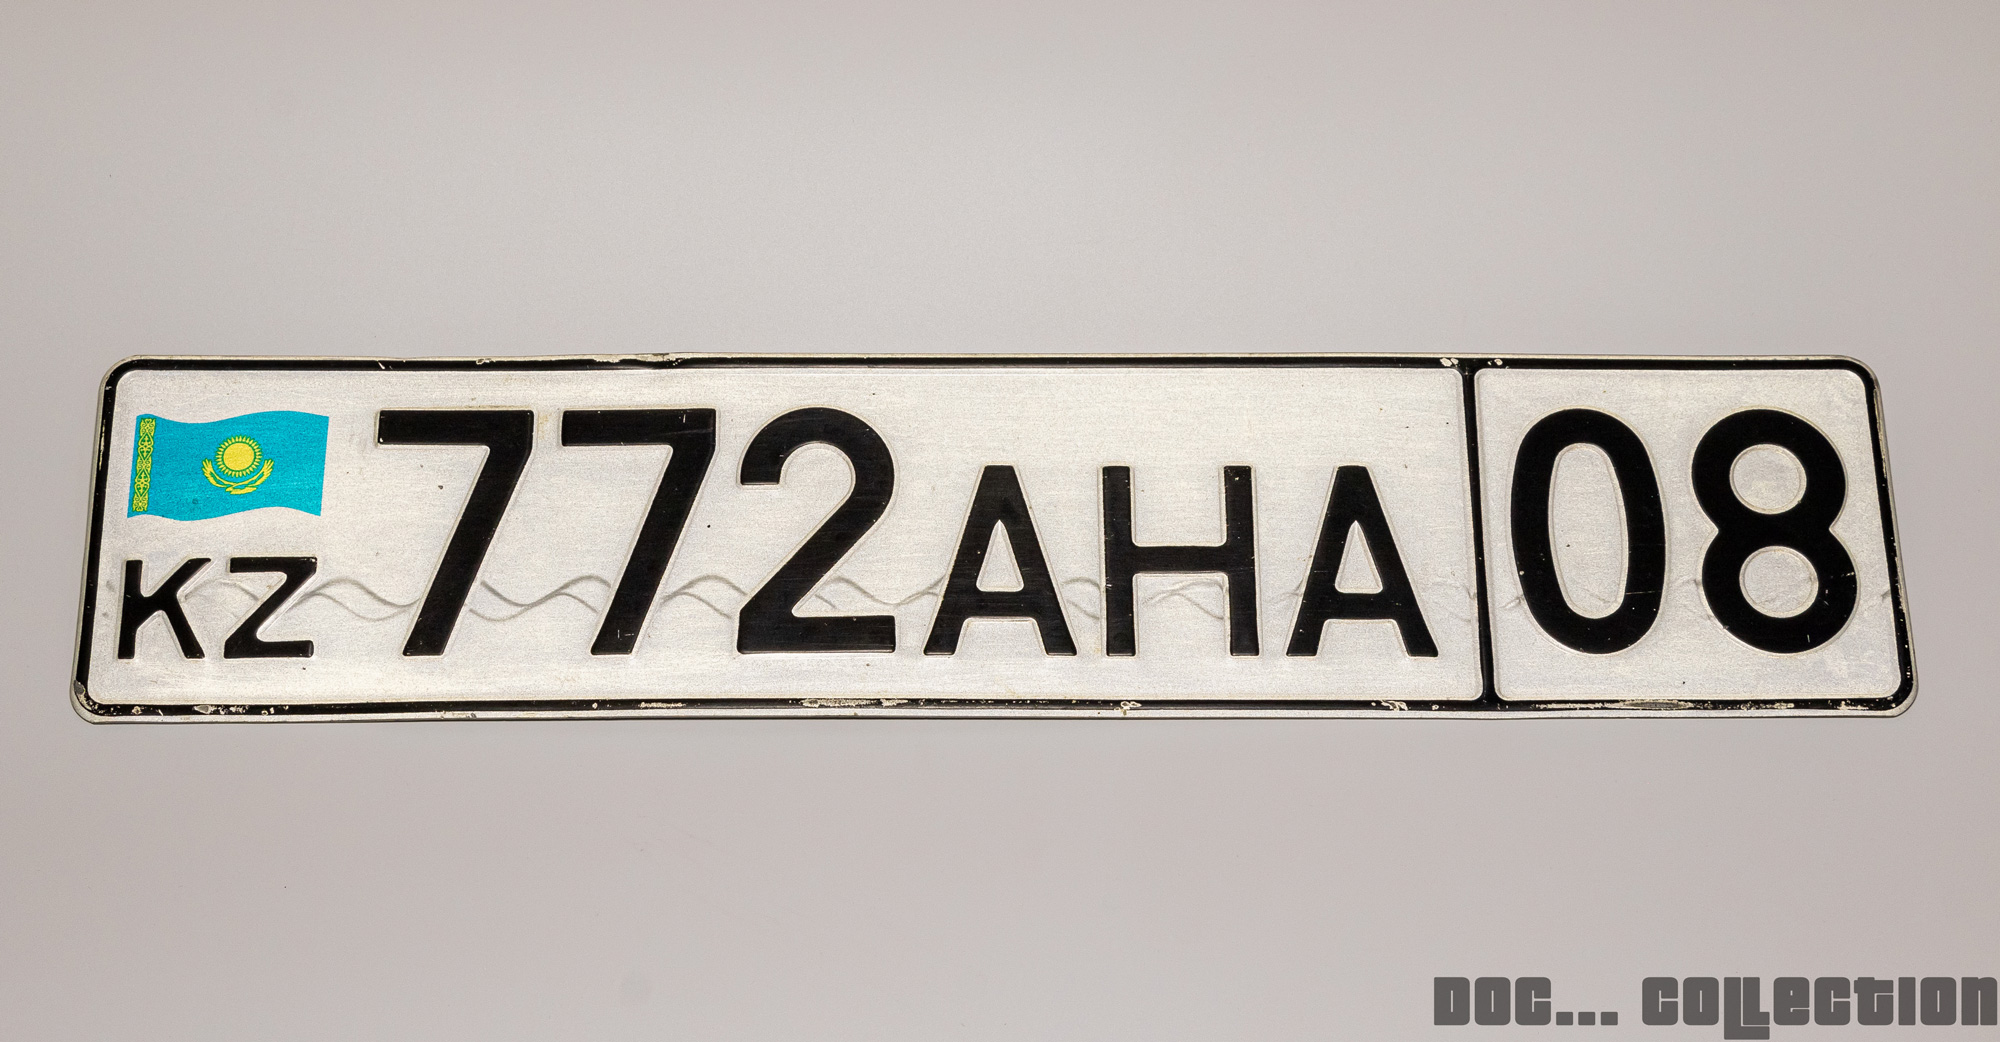 KZ 772AHA 08
DOC... COLLECTION